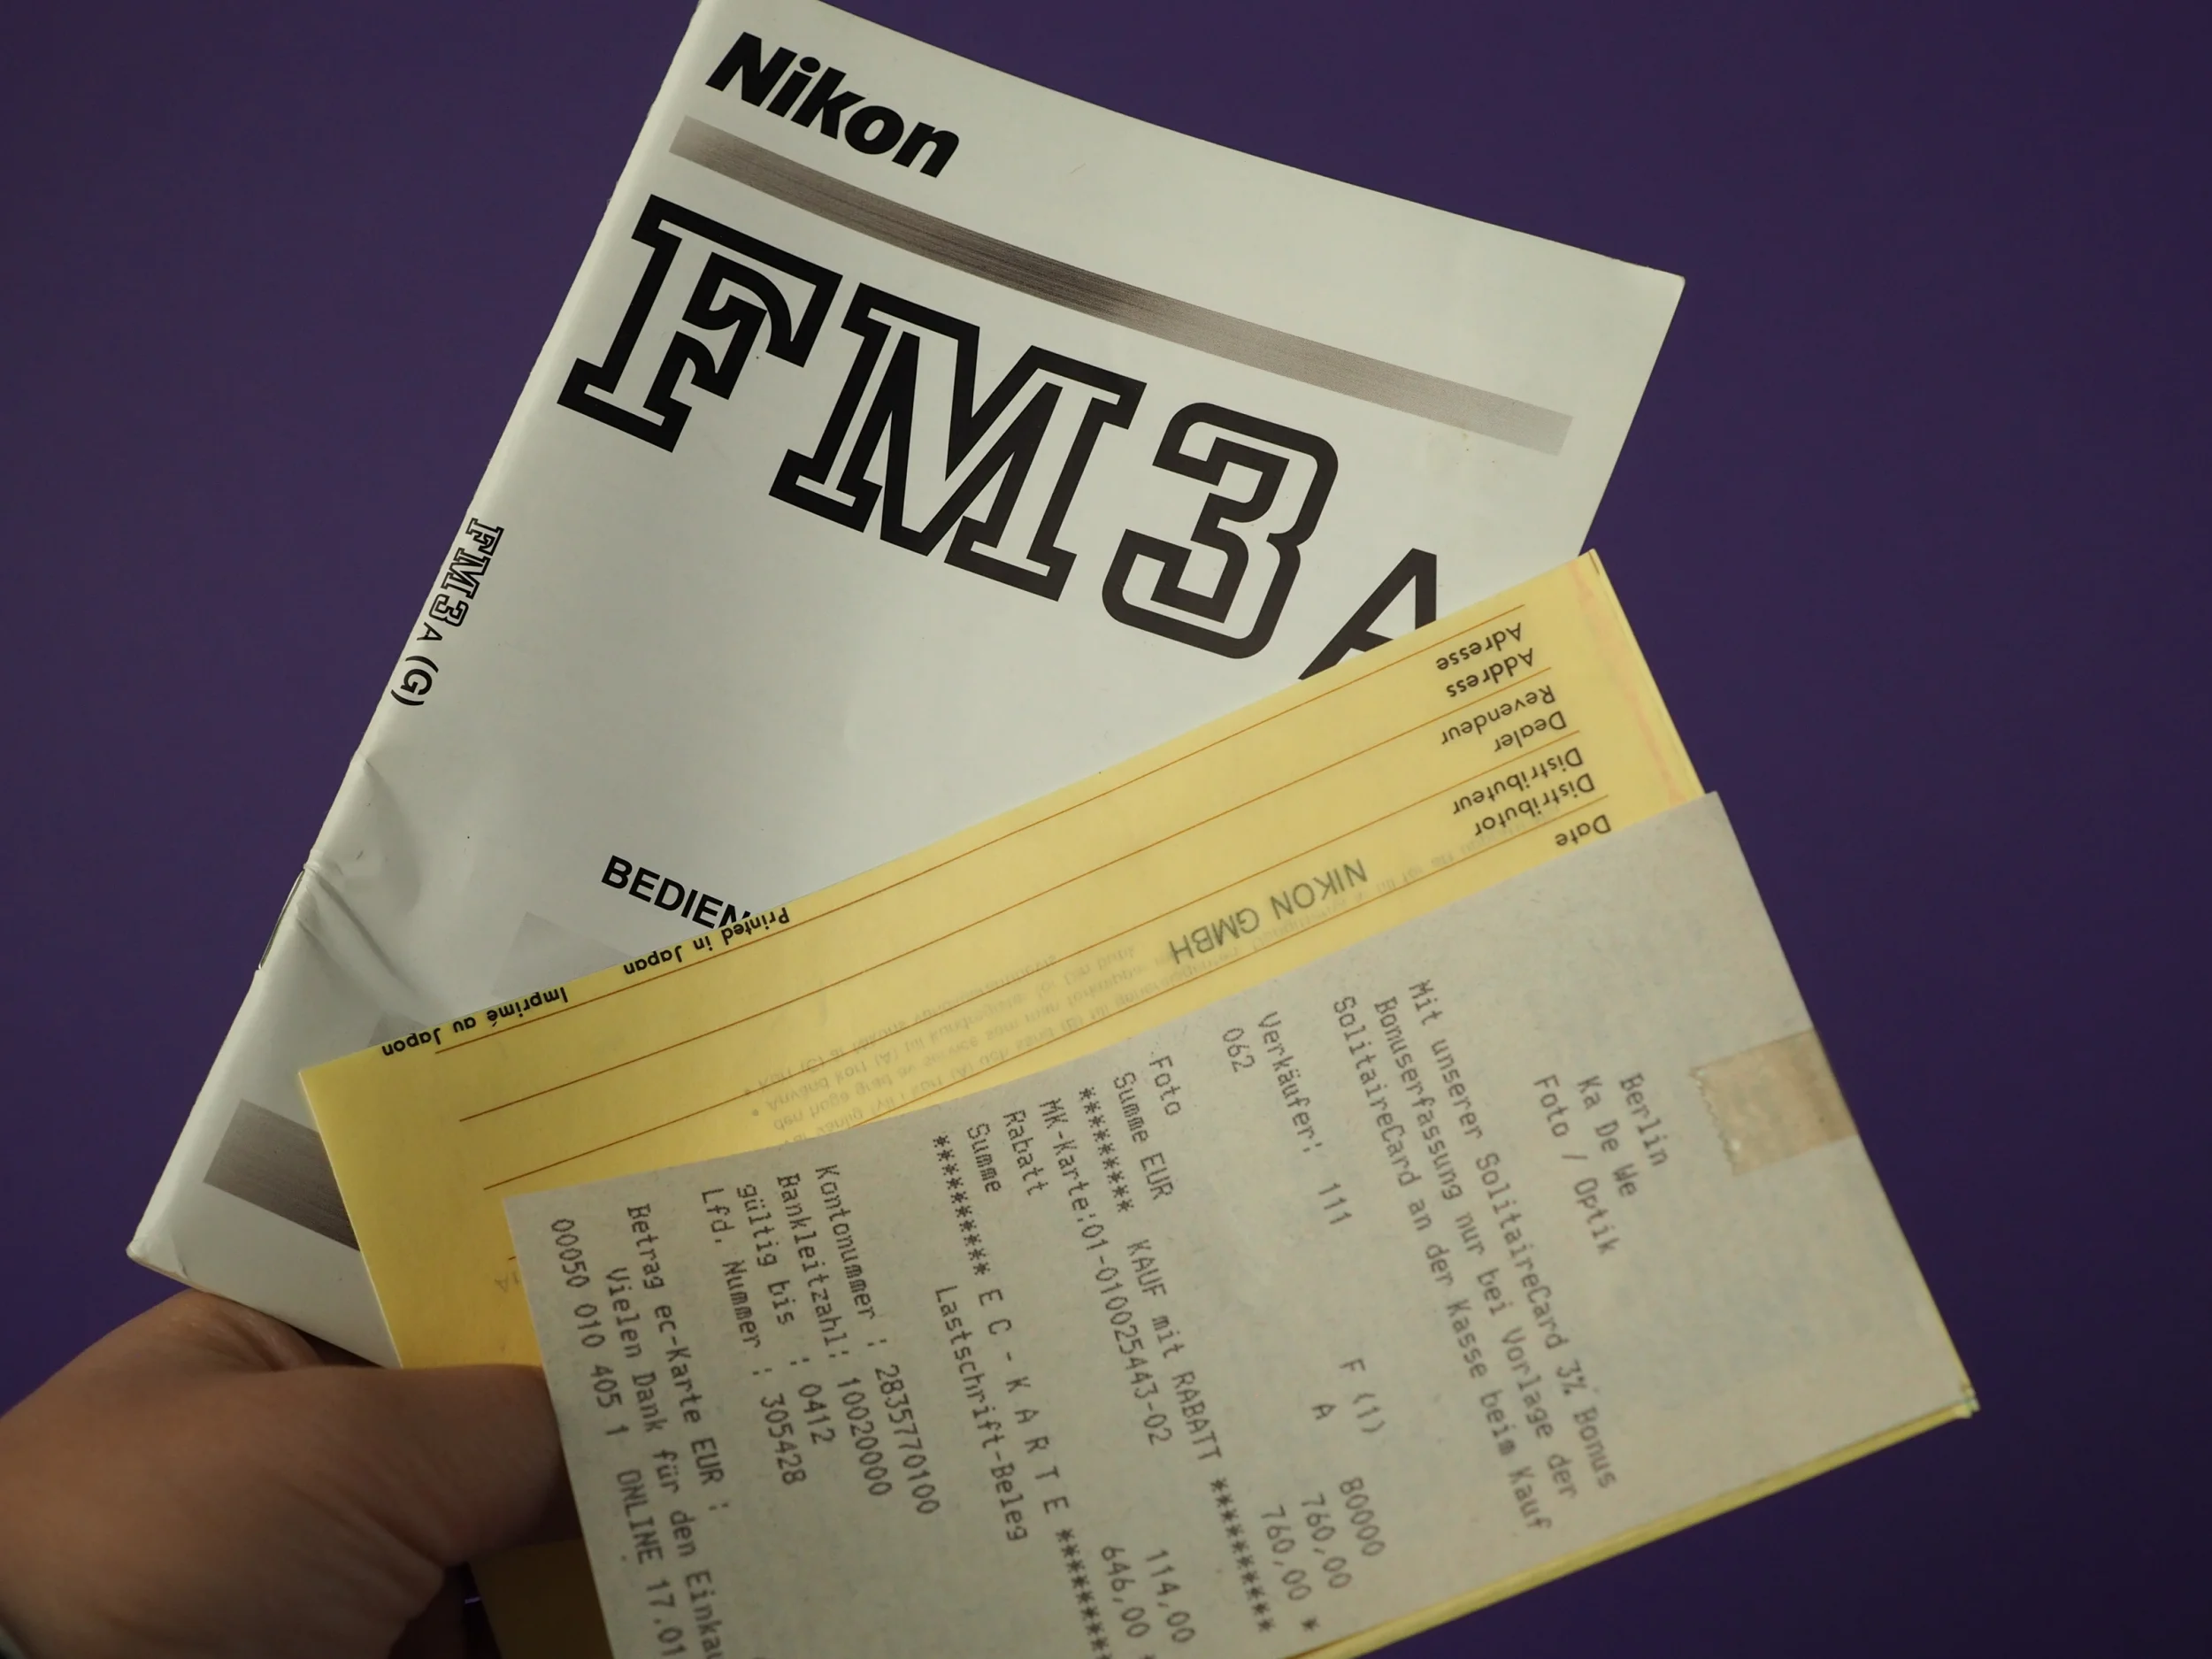 Nikon
FM3A
FM3A (G)
BEDIEN
Adresse
Address
Revendeur
Dealer
Distributeur
Distributor
Date
NIKON GMBH
Printed in Japan
Imprimé au Japon
Berlin
Ka De We
Foto / Optik
Mit unserer SolitaireCard 3% Bonus
Bonuserfassung nur bei Vorlage der
SolitaireCard an der Kasse beim Kauf
Verkäufer: 111 F (1) 80000
062 A 760,00
Foto 760,00 *
Summe EUR
********* KAUF mit RABATT **********
MK-Karte:01-010025443-02
Rabatt 114,00
Summe 646,00
********** E C - K A R T E **********
Lastschrift-Beleg
Kontonummer : 2835770100
Bankleitzahl: 10020000
gültig bis : 0412
Lfd. Nummer : 305428
Betrag ec-Karte EUR :
Vielen Dank für den Einkau
00050 010 405 1 ONLINE 17.01